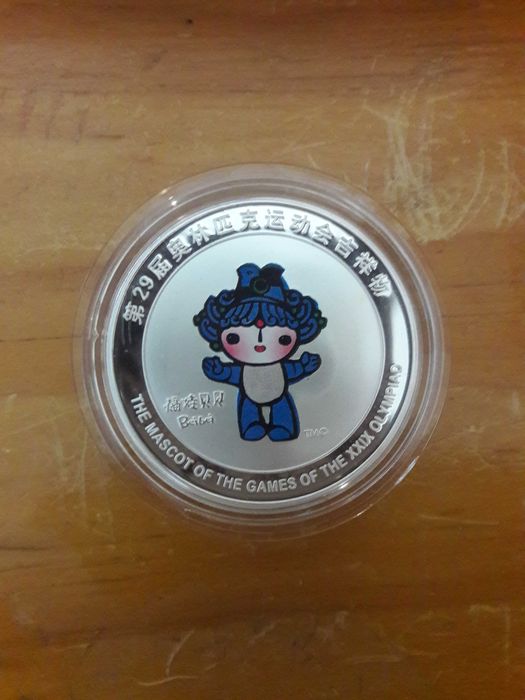 第29届奥林匹克运动会吉祥物
福娃贝贝
Beibei
TM©
THE MASCOT OF THE GAMES OF THE XXIX OLYMPIAD